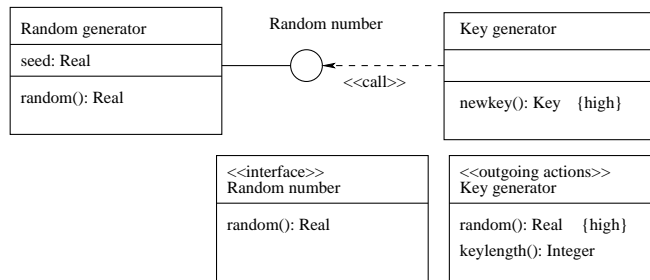 Random generator
seed: Real
random(): Real
Random number
<<call>>
Key generator
newkey(): Key {high}
<<interface>>
Random number
random(): Real
<<outgoing actions>>
Key generator
random(): Real {high}
keylength(): Integer